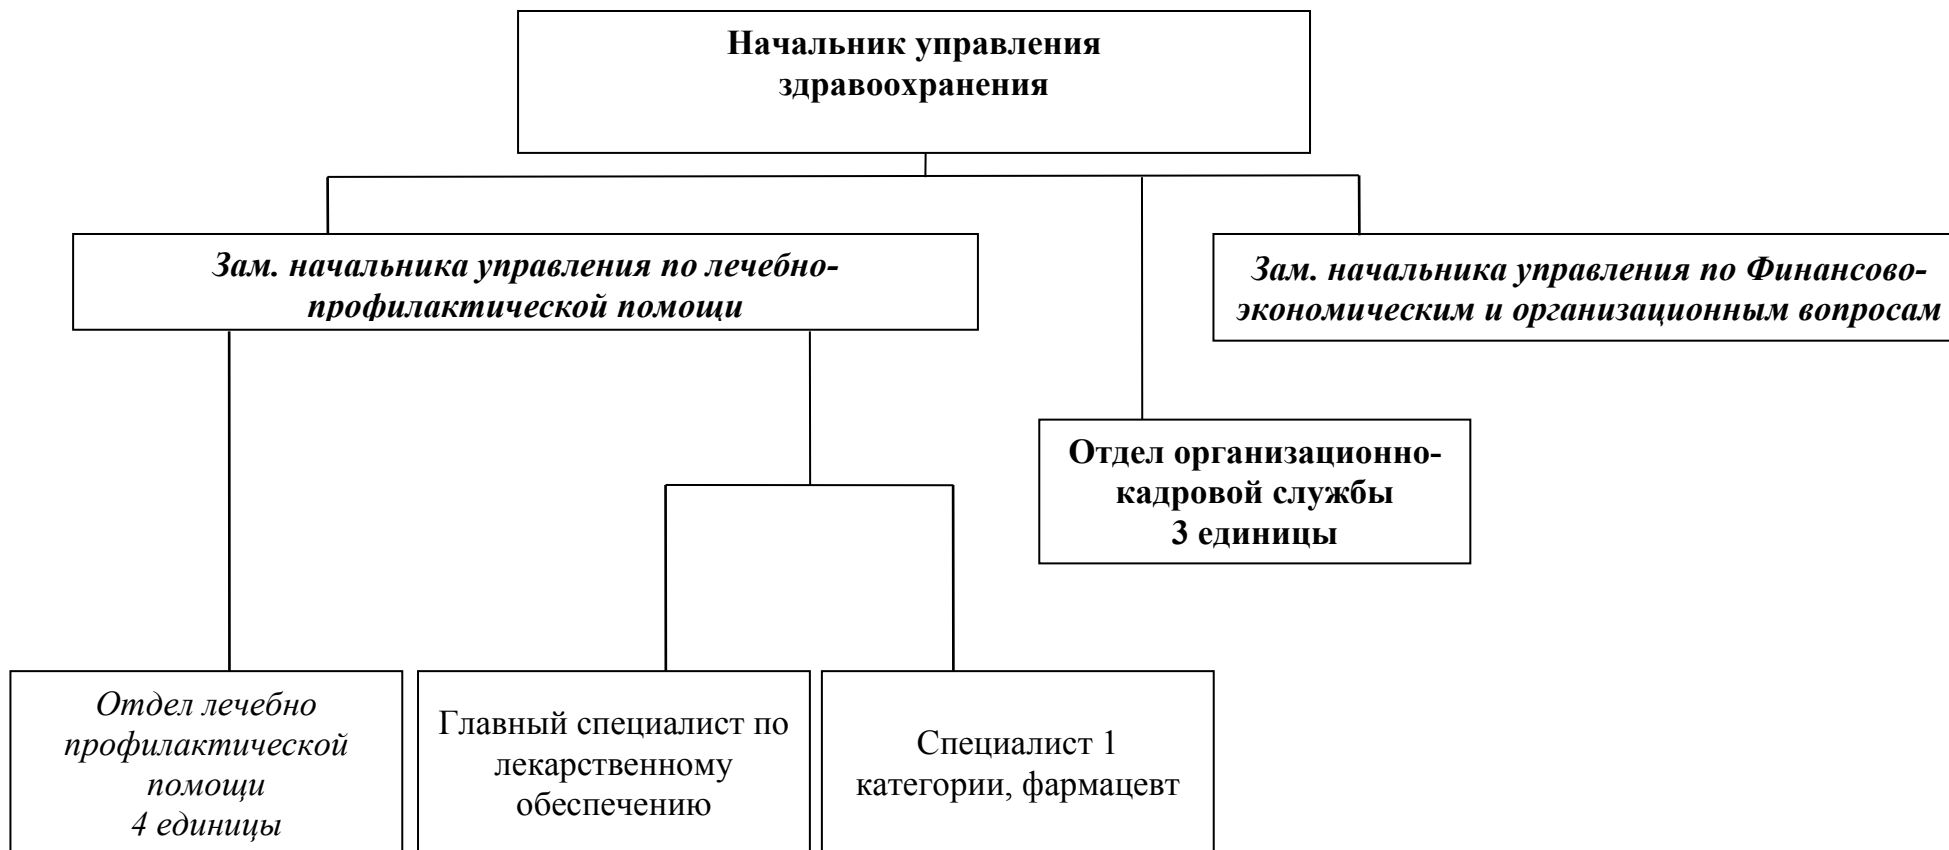 Начальник управления
здравоохранения
Зам. начальника управления по лечебно-
профилактической помощи
Зам. начальника управления по Финансово-
экономическим и организационным вопросам
Отдел организационно-
кадровой службы
3 единицы
Отдел лечебно
профилактической
помощи
4 единицы
Главный специалист по
лекарственному
обеспечению
Специалист 1
категории, фармацевт